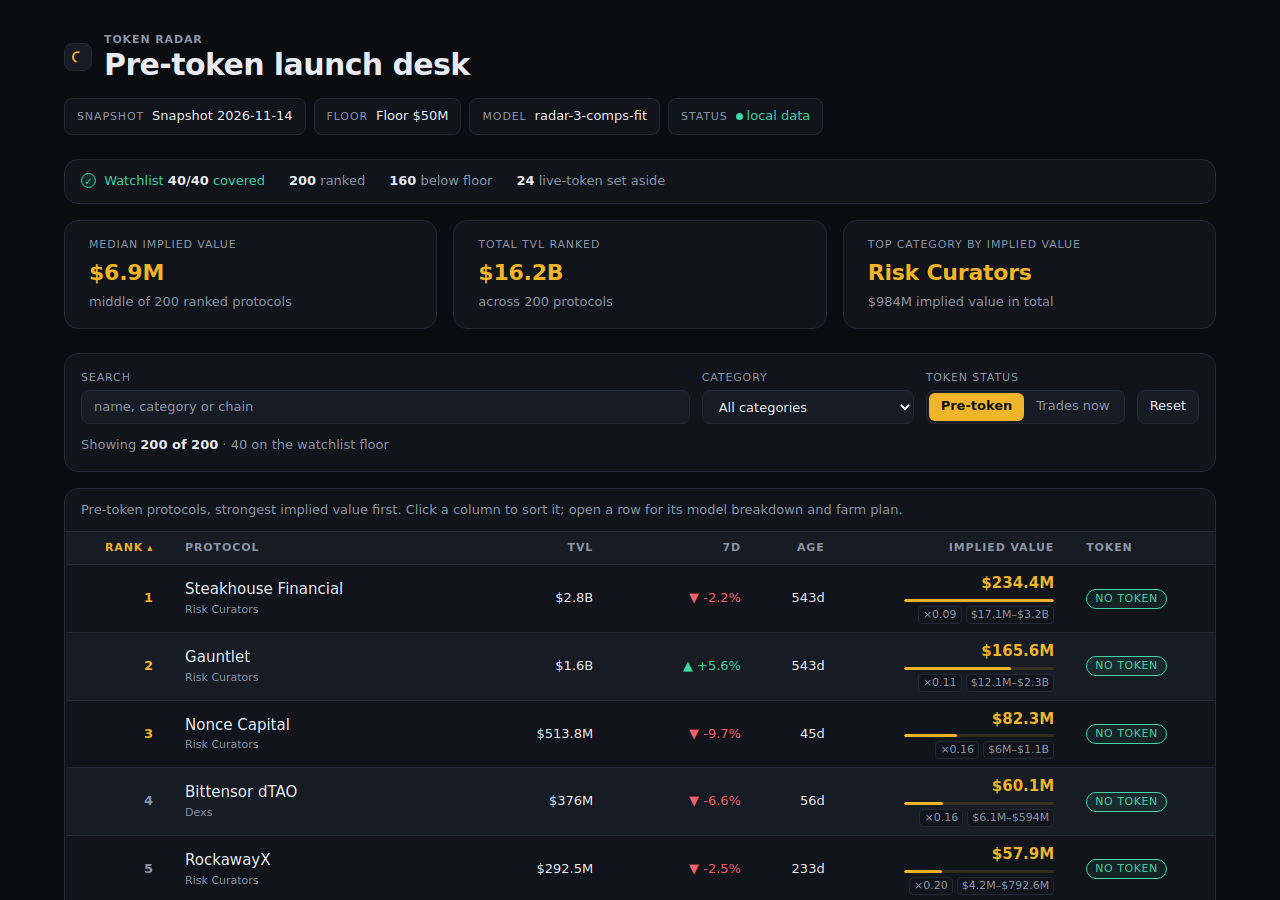 TOKEN RADAR
Pre-token launch desk
SNAPSHOT Snapshot 2026-11-14 FLOOR Floor $50M MODEL radar-3-comps-fit STATUS local data
Watchlist 40/40 covered 200 ranked 160 below floor 24 live-token set aside
MEDIAN IMPLIED VALUE TOTAL TVL RANKED TOP CATEGORY BY IMPLIED VALUE
$6.9M $16.2B Risk Curators
middle of 200 ranked protocols across 200 protocols $984M implied value in total
SEARCH CATEGORY TOKEN STATUS
name, category or chain All categories Pre-token Trades now Reset
Showing 200 of 200 · 40 on the watchlist floor
Pre-token protocols, strongest implied value first. Click a column to sort it; open a row for its model breakdown and farm plan.
RANK ▴ PROTOCOL TVL 7D AGE IMPLIED VALUE TOKEN
1 Steakhouse Financial $2.8B ▼ -2.2% 543d $234.4M NO TOKEN
Risk Curators ×0.09 $17.1M–$3.2B
2 Gauntlet $1.6B ▲ +5.6% 543d $165.6M NO TOKEN
Risk Curators ×0.11 $12.1M–$2.3B
3 Nonce Capital $513.8M ▼ -9.7% 45d $82.3M NO TOKEN
Risk Curators ×0.16 $6M–$1.1B
4 Bittensor dTAO $376M ▼ -6.6% 56d $60.1M NO TOKEN
Dexs ×0.16 $6.1M–$594M
5 RockawayX $292.5M ▼ -2.5% 233d $57.9M NO TOKEN
Risk Curators ×0.20 $4.2M–$792.6M